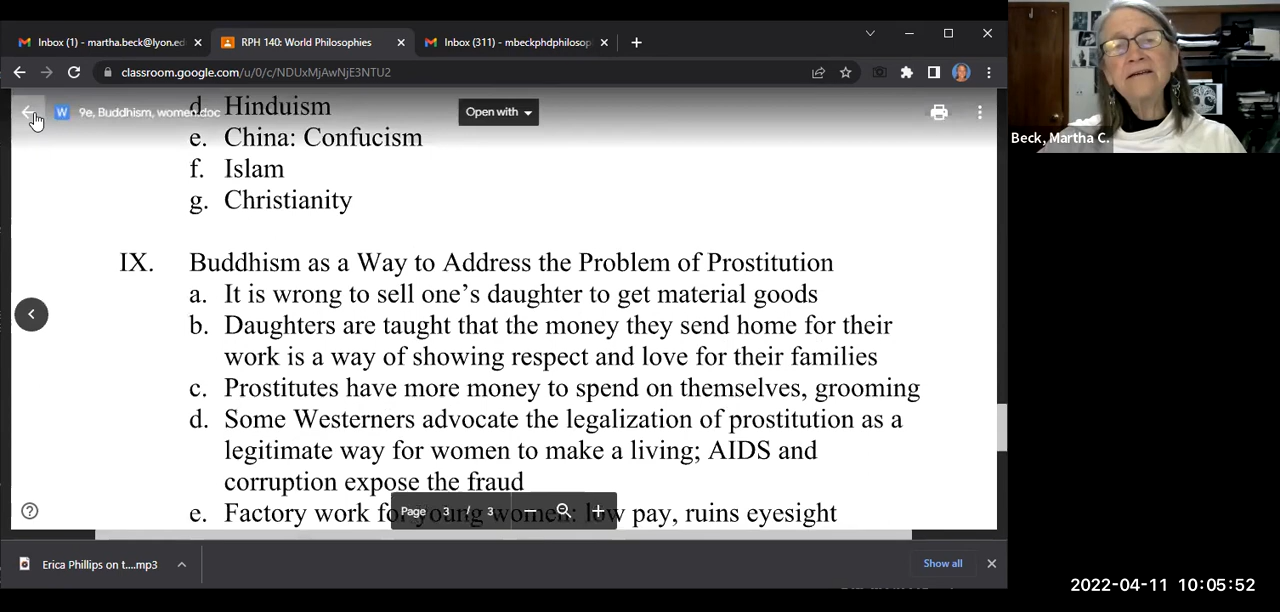 Inbox (1) - martha.beck@lyon.ed
RPH 140: World Philosophies
Inbox (311) - mbeckphdphilosop
classroom.google.com/u/0/c/NDUxMjAwNjE3NTU2
W
9e, Buddhism, women.doc
Open with
d. Hinduism
e. China: Confucism
f. Islam
g. Christianity
IX. Buddhism as a Way to Address the Problem of Prostitution
a. It is wrong to sell one's daughter to get material goods
b. Daughters are taught that the money they send home for their
work is a way of showing respect and love for their families
c. Prostitutes have more money to spend on themselves, grooming
d. Some Westerners advocate the legalization of prostitution as a
legitimate way for women to make a living; AIDS and
corruption expose the fraud
e. Factory work for young women: low pay, ruins eyesight
Page 3 / 3
Erica Phillips on t....mp3
Show all
Beck, Martha C.
2022-04-11 10:05:52